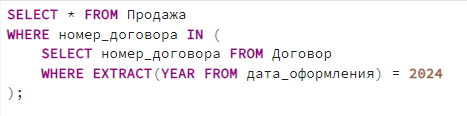 SELECT * FROM Продажа
WHERE номер_договора IN (
    SELECT номер_договора FROM Договор
    WHERE EXTRACT(YEAR FROM дата_оформления) = 2024
);